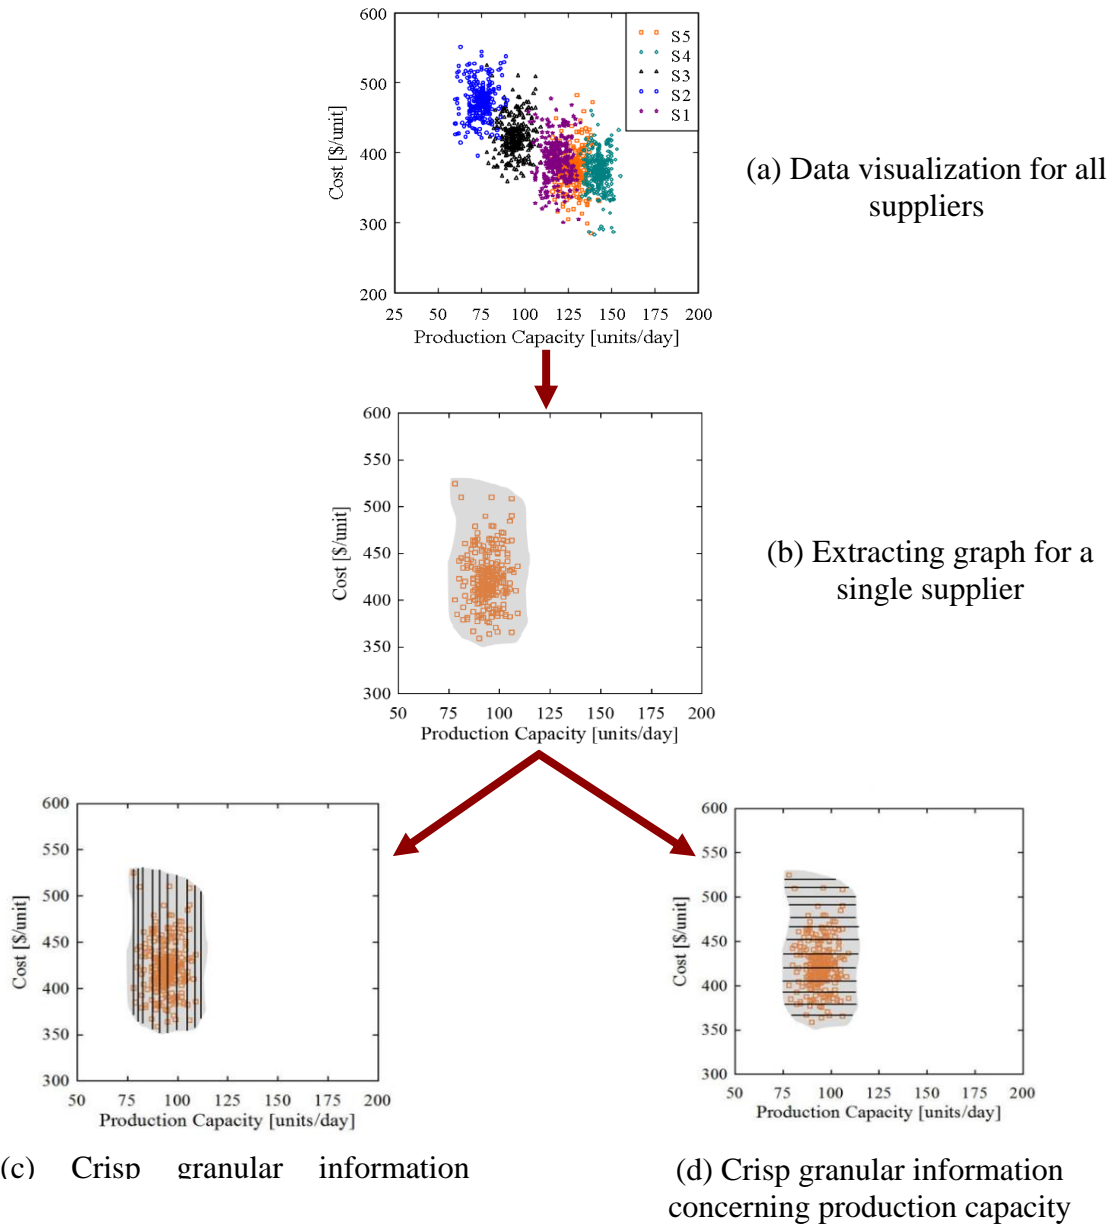 600
500
400
300
200
Cost [$/unit]
S5
S4
S3
S2
S1
25 50 75 100 125 150 175 200
Production Capacity [units/day]
(a) Data visualization for all
suppliers
600
550
500
450
400
350
300
Cost [$/unit]
50 75 100 125 150 175 200
Production Capacity [units/day]
(b) Extracting graph for a
single supplier
600
550
500
450
400
350
300
Cost [$/unit]
50 75 100 125 150 175 200
Production Capacity [units/day]
(c) Crisp granular information
600
550
500
450
400
350
300
Cost [$/unit]
50 75 100 125 150 175 200
Production Capacity [units/day]
(d) Crisp granular information
concerning production capacity